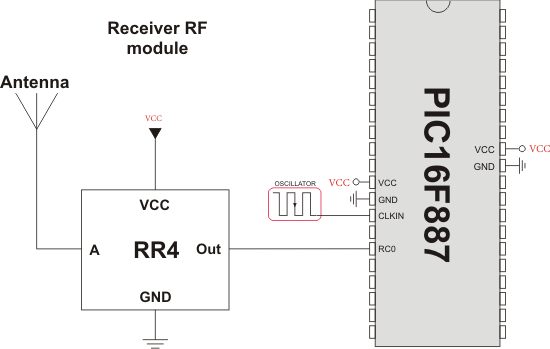 Receiver RF
module
Antenna
VCC
VCC
A
RR4
Out
GND
OSCILLATOR
VCC
VCC
GND
CLKIN
RC0
PIC16F887
VCC
VCC
GND